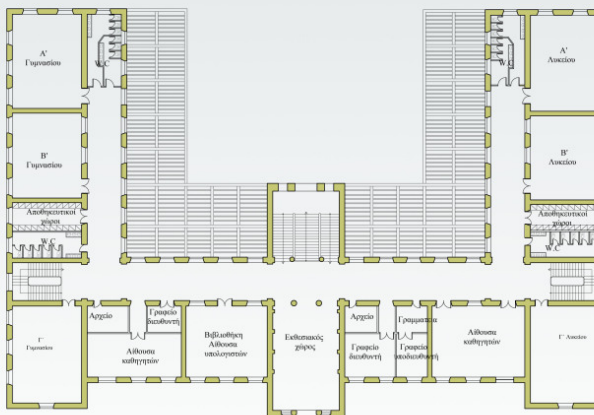 Α'
Γυμνασίου
W.C
W.C
Α'
Λυκείου
Β'
Γυμνασίου
Β'
Λυκείου
Αποθηκευτικοί
χώροι
W.C
Αποθηκευτικοί
χώροι
W.C
Γ'
Γυμνασίου
Αρχείο
Γραφείο
διευθυντή
Αίθουσα
καθηγητών
Βιβλιοθήκη
Αίθουσα
υπολογιστών
Εκθεσιακός
χώρος
Αρχείο
Γραμματεία
Γραφείο
διευθυντή
Γραφείο
υποδιευθυντή
Αίθουσα
καθηγητών
Γ' Λυκείου